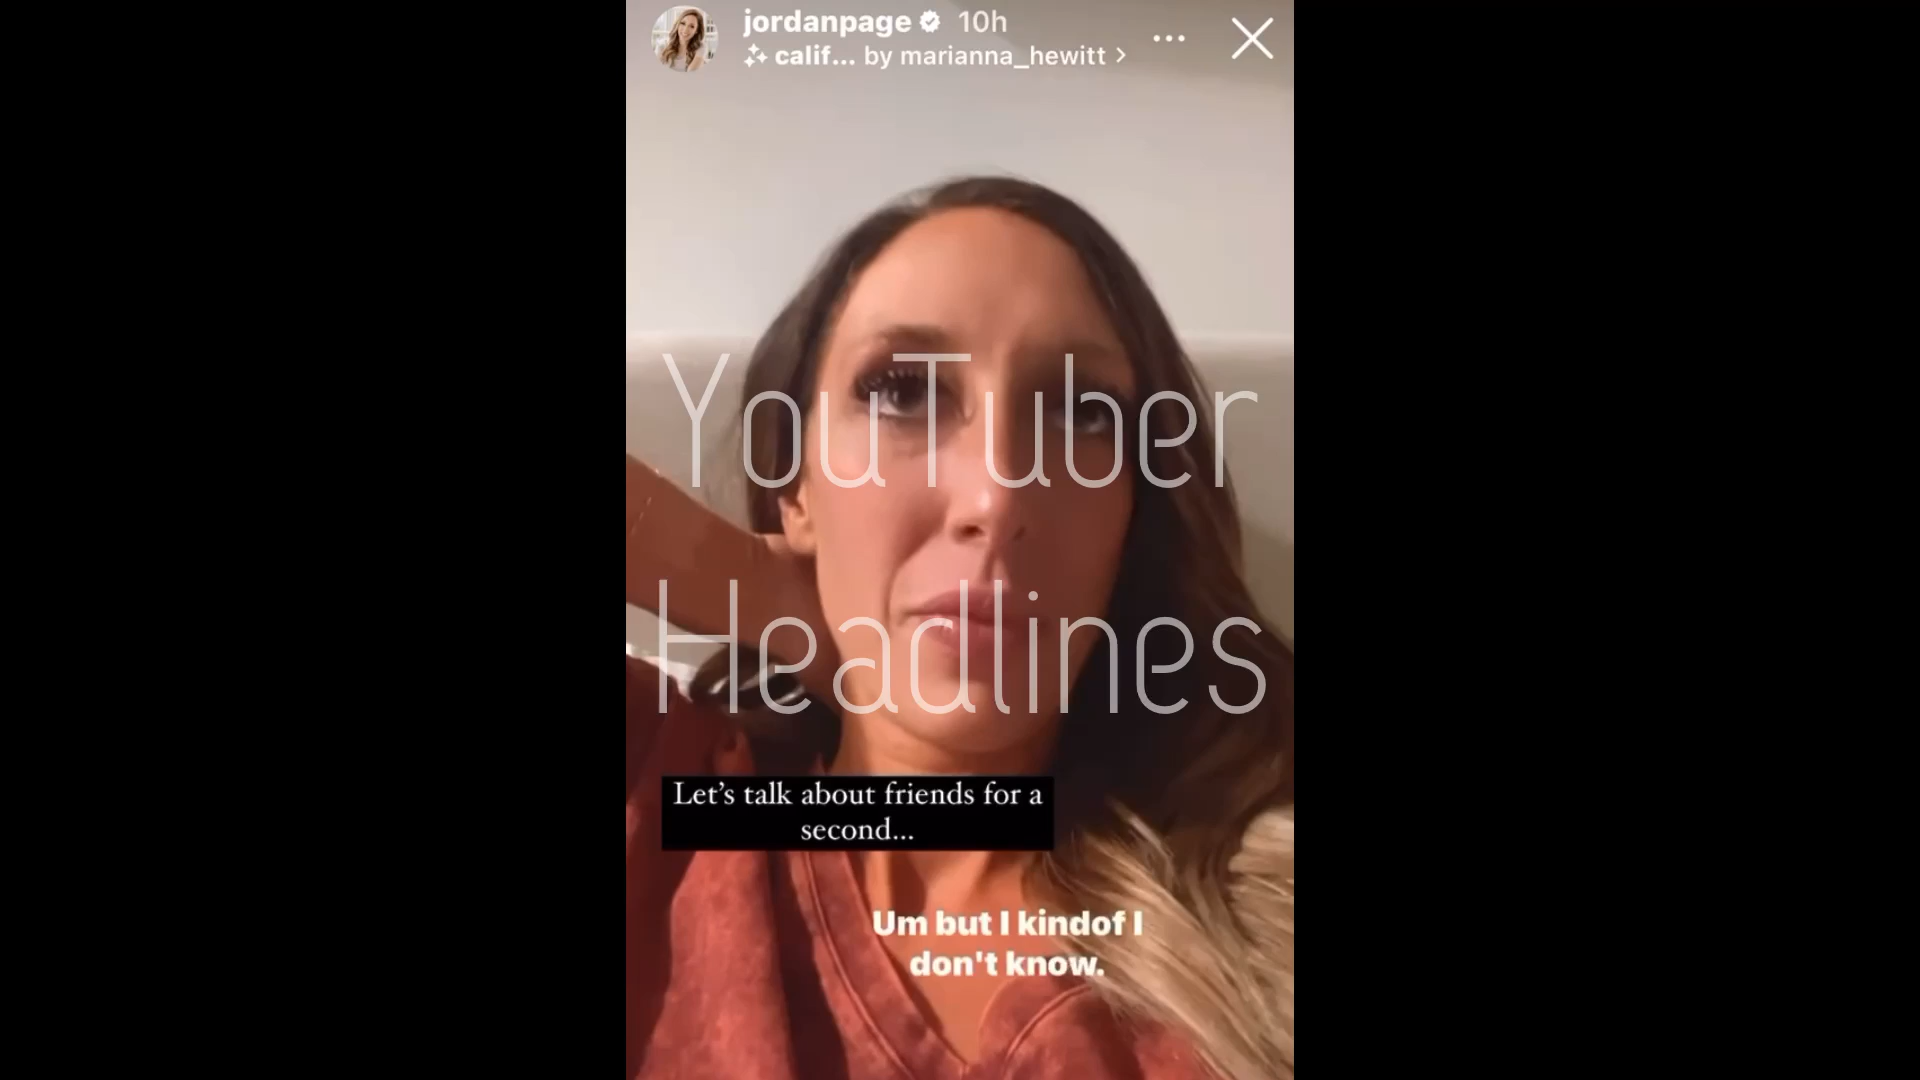 jordanpage 10h
calif... by marianna_hewitt >
YouTuber
Headlines
Let's talk about friends for a
second...
Um but I kindof I
don't know.